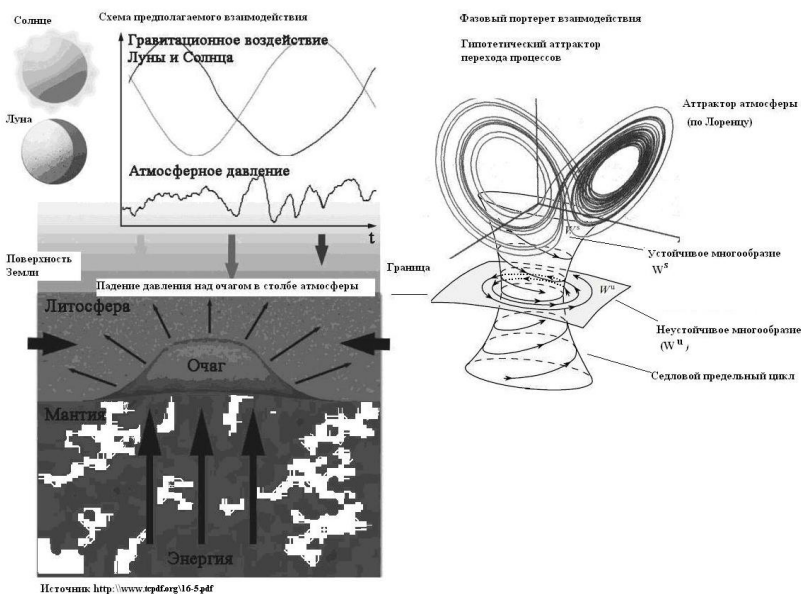 Солнце
Схема предполагаемого взаимодействия
Гравитационное воздействие
Луны и Солнца
Луна
Атмосферное давление
t
Поверхность
Земли
Падение давления над очагом в столбе атмосферы
Литосфера
Очаг
Мантия
Энергия
Источник http:\\www.tcpdf.org\16-5.pdf
Фазовый портерет взаимодействия
Гипотетический аттрактор
перехода процессов
Аттрактор атмосферы
(по Лоренцу)
W s
Устойчивое многообразие
W s
Граница
W u
Неустойчивое многообразие
(W u )
Седловой предельный цикл